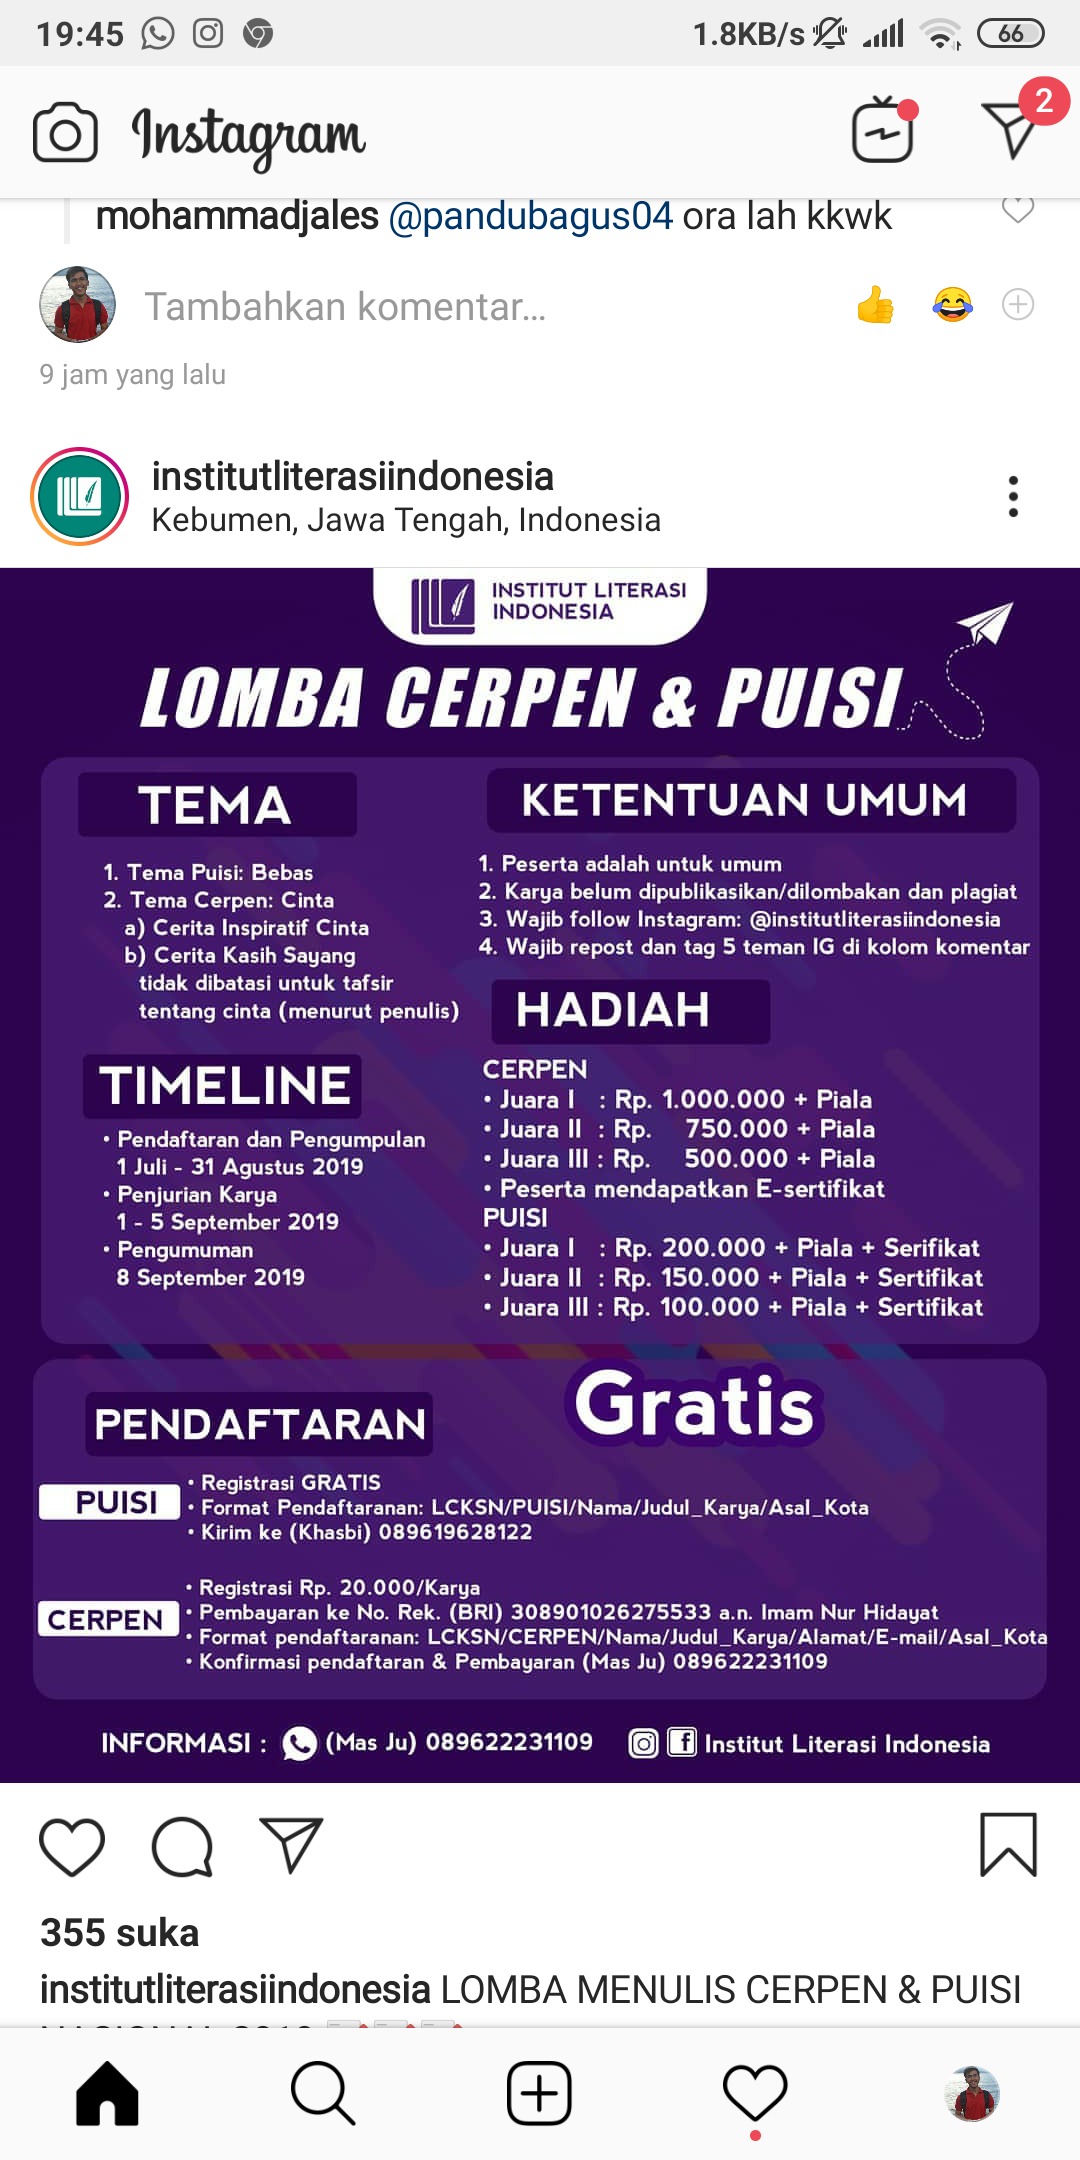 19:45
1.8KB/s
66
Instagram
2
mohammadjales @pandubagus04 ora lah kkwk
Tambahkan komentar...
9 jam yang lalu
institutliterasiindonesia
Kebumen, Jawa Tengah, Indonesia
INSTITUT LITERASI
INDONESIA
LOMBA CERPEN & PUISI
TEMA
1. Tema Puisi: Bebas
2. Tema Cerpen: Cinta
a) Cerita Inspiratif Cinta
b) Cerita Kasih Sayang
tidak dibatasi untuk tafsir
tentang cinta (menurut penulis)
TIMELINE
• Pendaftaran dan Pengumpulan
1 Juli - 31 Agustus 2019
• Penjurian Karya
1 - 5 September 2019
• Pengumuman
8 September 2019
KETENTUAN UMUM
1. Peserta adalah untuk umum
2. Karya belum dipublikasikan/dilombakan dan plagiat
3. Wajib follow Instagram: @institutliterasiindonesia
4. Wajib repost dan tag 5 teman IG di kolom komentar
HADIAH
CERPEN
• Juara I : Rp. 1.000.000 + Piala
• Juara II : Rp. 750.000 + Piala
• Juara III : Rp. 500.000 + Piala
• Peserta mendapatkan E-sertifikat
PUISI
• Juara I : Rp. 200.000 + Piala + Serifikat
• Juara II : Rp. 150.000 + Piala + Sertifikat
• Juara III : Rp. 100.000 + Piala + Sertifikat
PENDAFTARAN
Gratis
PUISI
• Registrasi GRATIS
• Format Pendaftaranan: LCKSN/PUISI/Nama/Judul_Karya/Asal_Kota
• Kirim ke (Khasbi) 089619628122
CERPEN
• Registrasi Rp. 20.000/Karya
• Pembayaran ke No. Rek. (BRI) 308901026275533 a.n. Imam Nur Hidayat
• Format pendaftaranan: LCKSN/CERPEN/Nama/Judul_Karya/Alamat/E-mail/Asal_Kota
• Konfirmasi pendaftaran & Pembayaran (Mas Ju) 089622231109
INFORMASI : (Mas Ju) 089622231109 Institut Literasi Indonesia
355 suka
institutliterasiindonesia LOMBA MENULIS CERPEN & PUISI